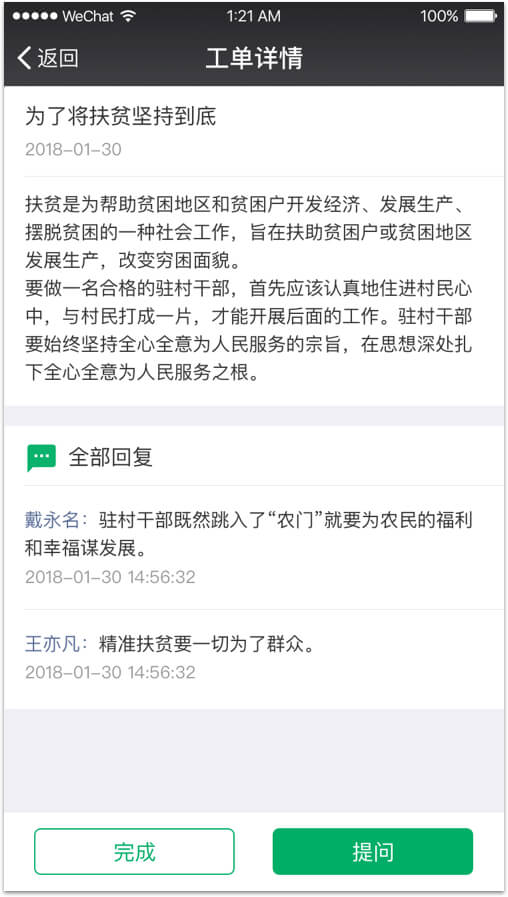 WeChat 1:21 AM 100%
返回 工单详情
为了将扶贫坚持到底
2018-01-30
扶贫是为帮助贫困地区和贫困户开发经济、发展生产、
摆脱贫困的一种社会工作，旨在扶助贫困户或贫困地区
发展生产，改变穷困面貌。
要做一名合格的驻村干部，首先应该认真地住进村民心
中，与村民打成一片，才能开展后面的工作。驻村干部
要始终坚持全心全意为人民服务的宗旨，在思想深处扎
下全心全意为人民服务之根。
全部回复
戴永名：驻村干部既然跳入了“农门”就要为农民的福利
和幸福谋发展。
2018-01-30 14:56:32
王亦凡：精准扶贫要一切为了群众。
2018-01-30 14:56:32
完成 提问